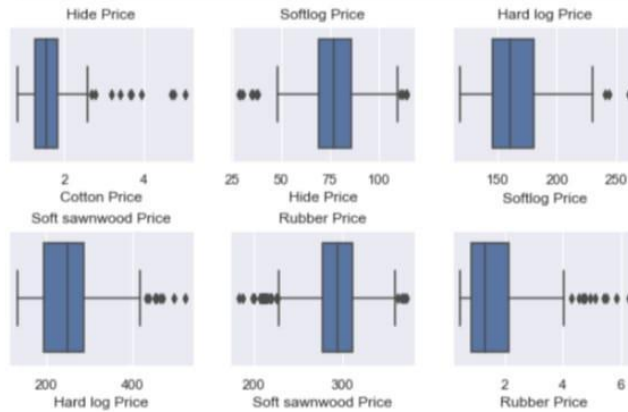 Hide Price Softlog Price Hard log Price
2 4 25 50 75 100 150 200 250
Cotton Price Hide Price Softlog Price
Soft sawnwood Price Rubber Price
200 400 200 300 2 4 6
Hard log Price Soft sawnwood Price Rubber Price